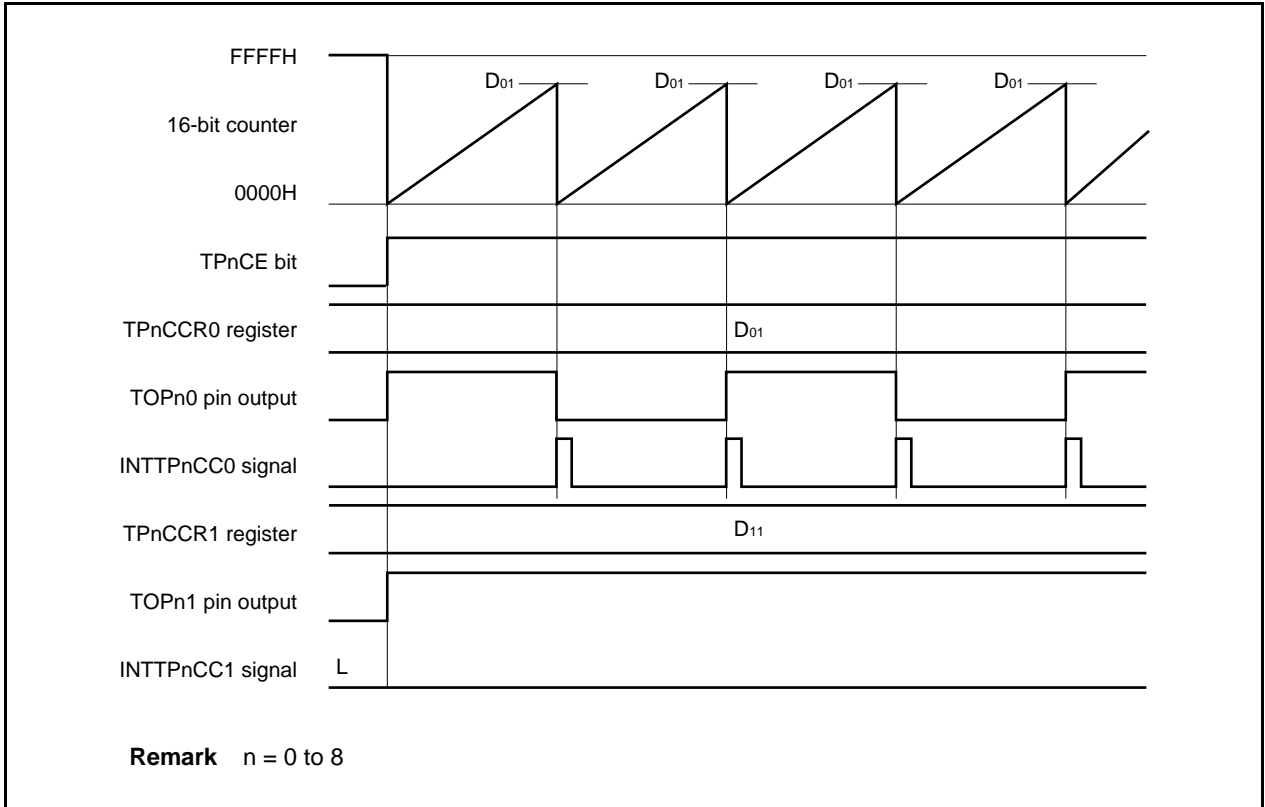 FFFFH
D01 D01 D01 D01
16-bit counter
0000H
TPnCE bit
TPnCCR0 register D01
TOPn0 pin output
INTTPnCC0 signal
TPnCCR1 register D11
TOPn1 pin output
INTTPnCC1 signal L
Remark n = 0 to 8